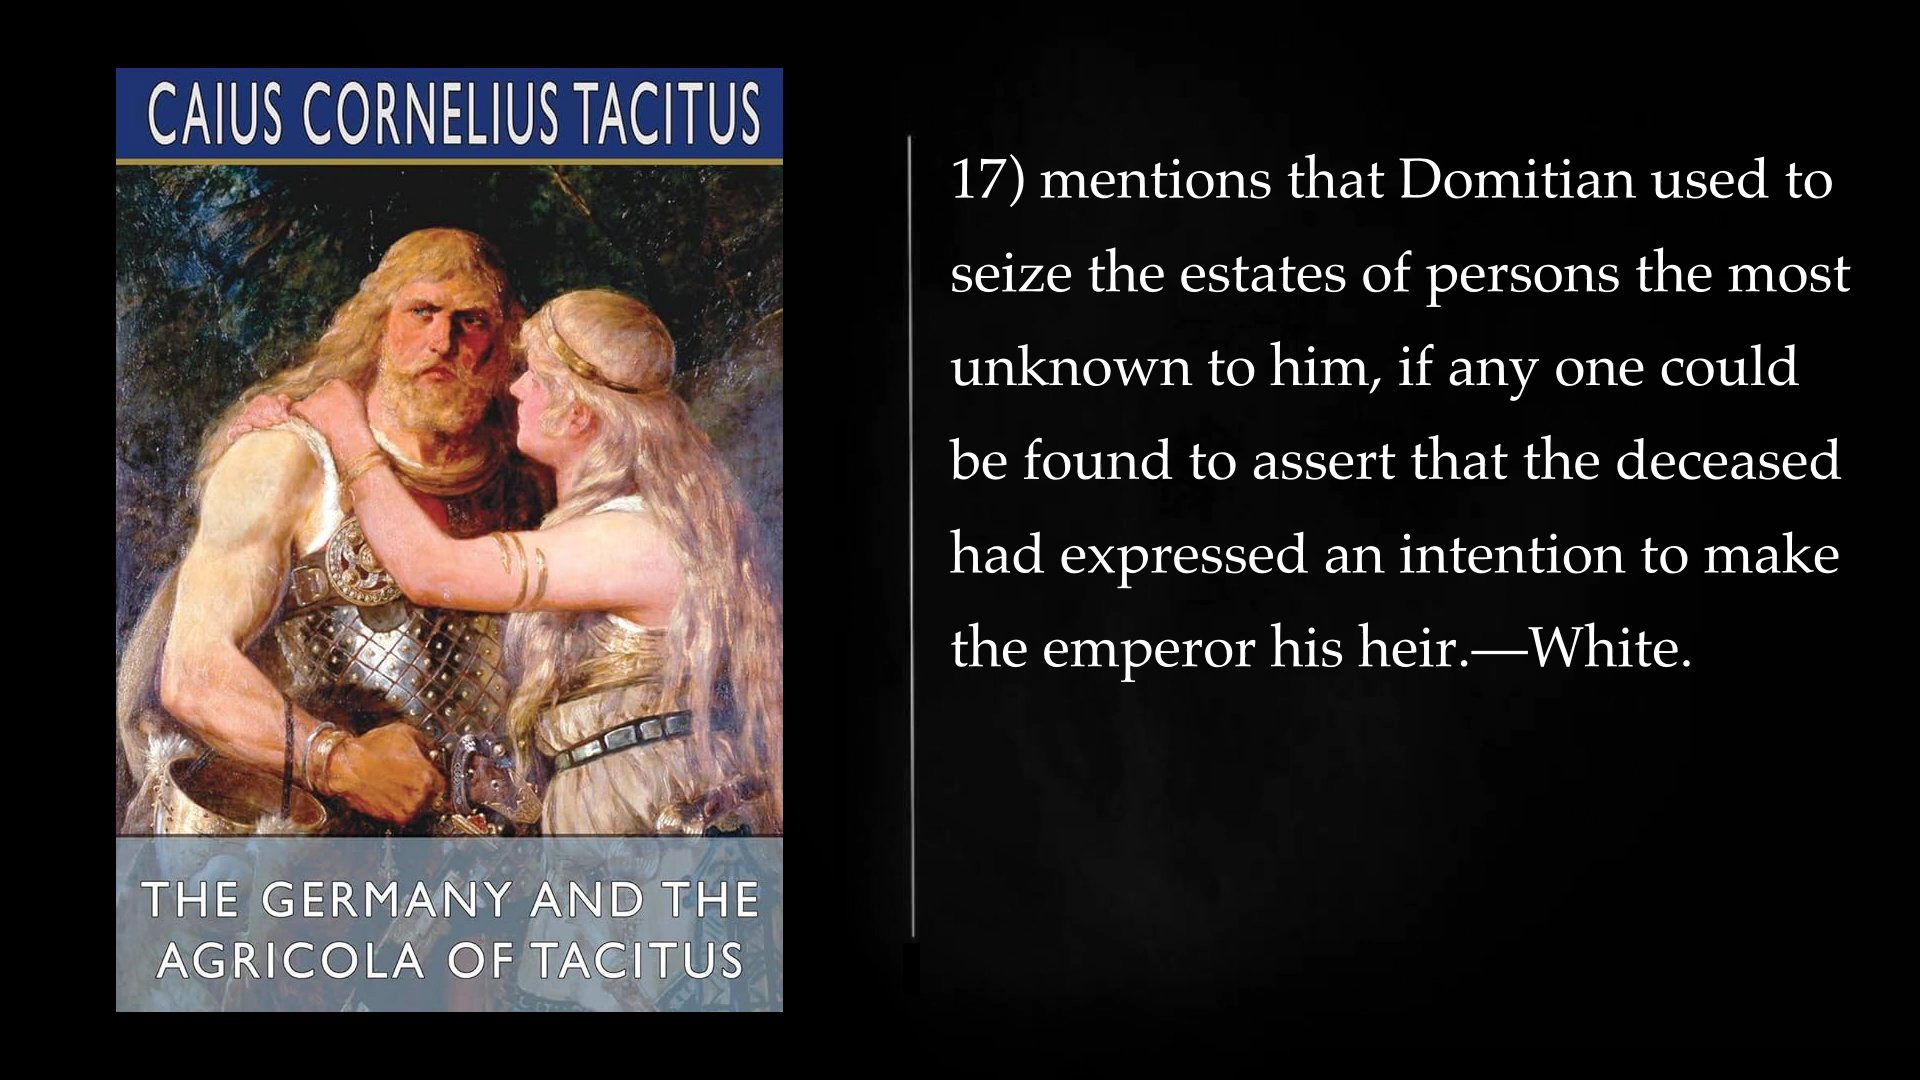 CAIUS CORNELIUS TACITUS
THE GERMANY AND THE
AGRICOLA OF TACITUS
17) mentions that Domitian used to
seize the estates of persons the most
unknown to him, if any one could
be found to assert that the deceased
had expressed an intention to make
the emperor his heir.—White.